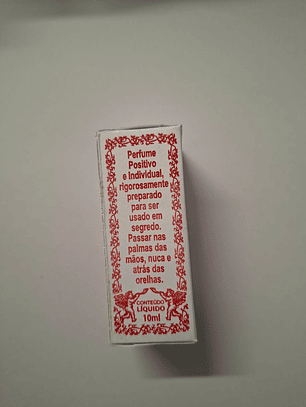 Perfume
Positivo
e Individual,
rigorosamente
preparado
para ser
usado em
segredo.
Passar nas
palmas das
mãos, nuca e
atrás das
orelhas.
CONTEÚDO
LÍQUIDO
10ml